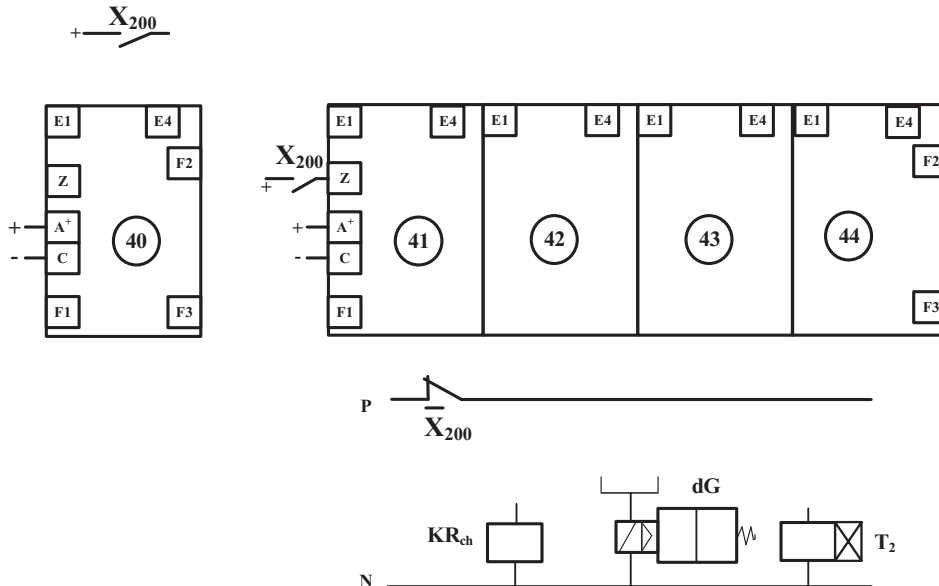 X200
+
E1 E4 E1 E4 E1 E4 E1 E4 E1 E4
F2 F2
X200
Z + Z
+ A+ 40 + A+ 41 42 43 44
- C - C
F1 F3 F1 F3
P
X̅200
dG
KRch T2
N